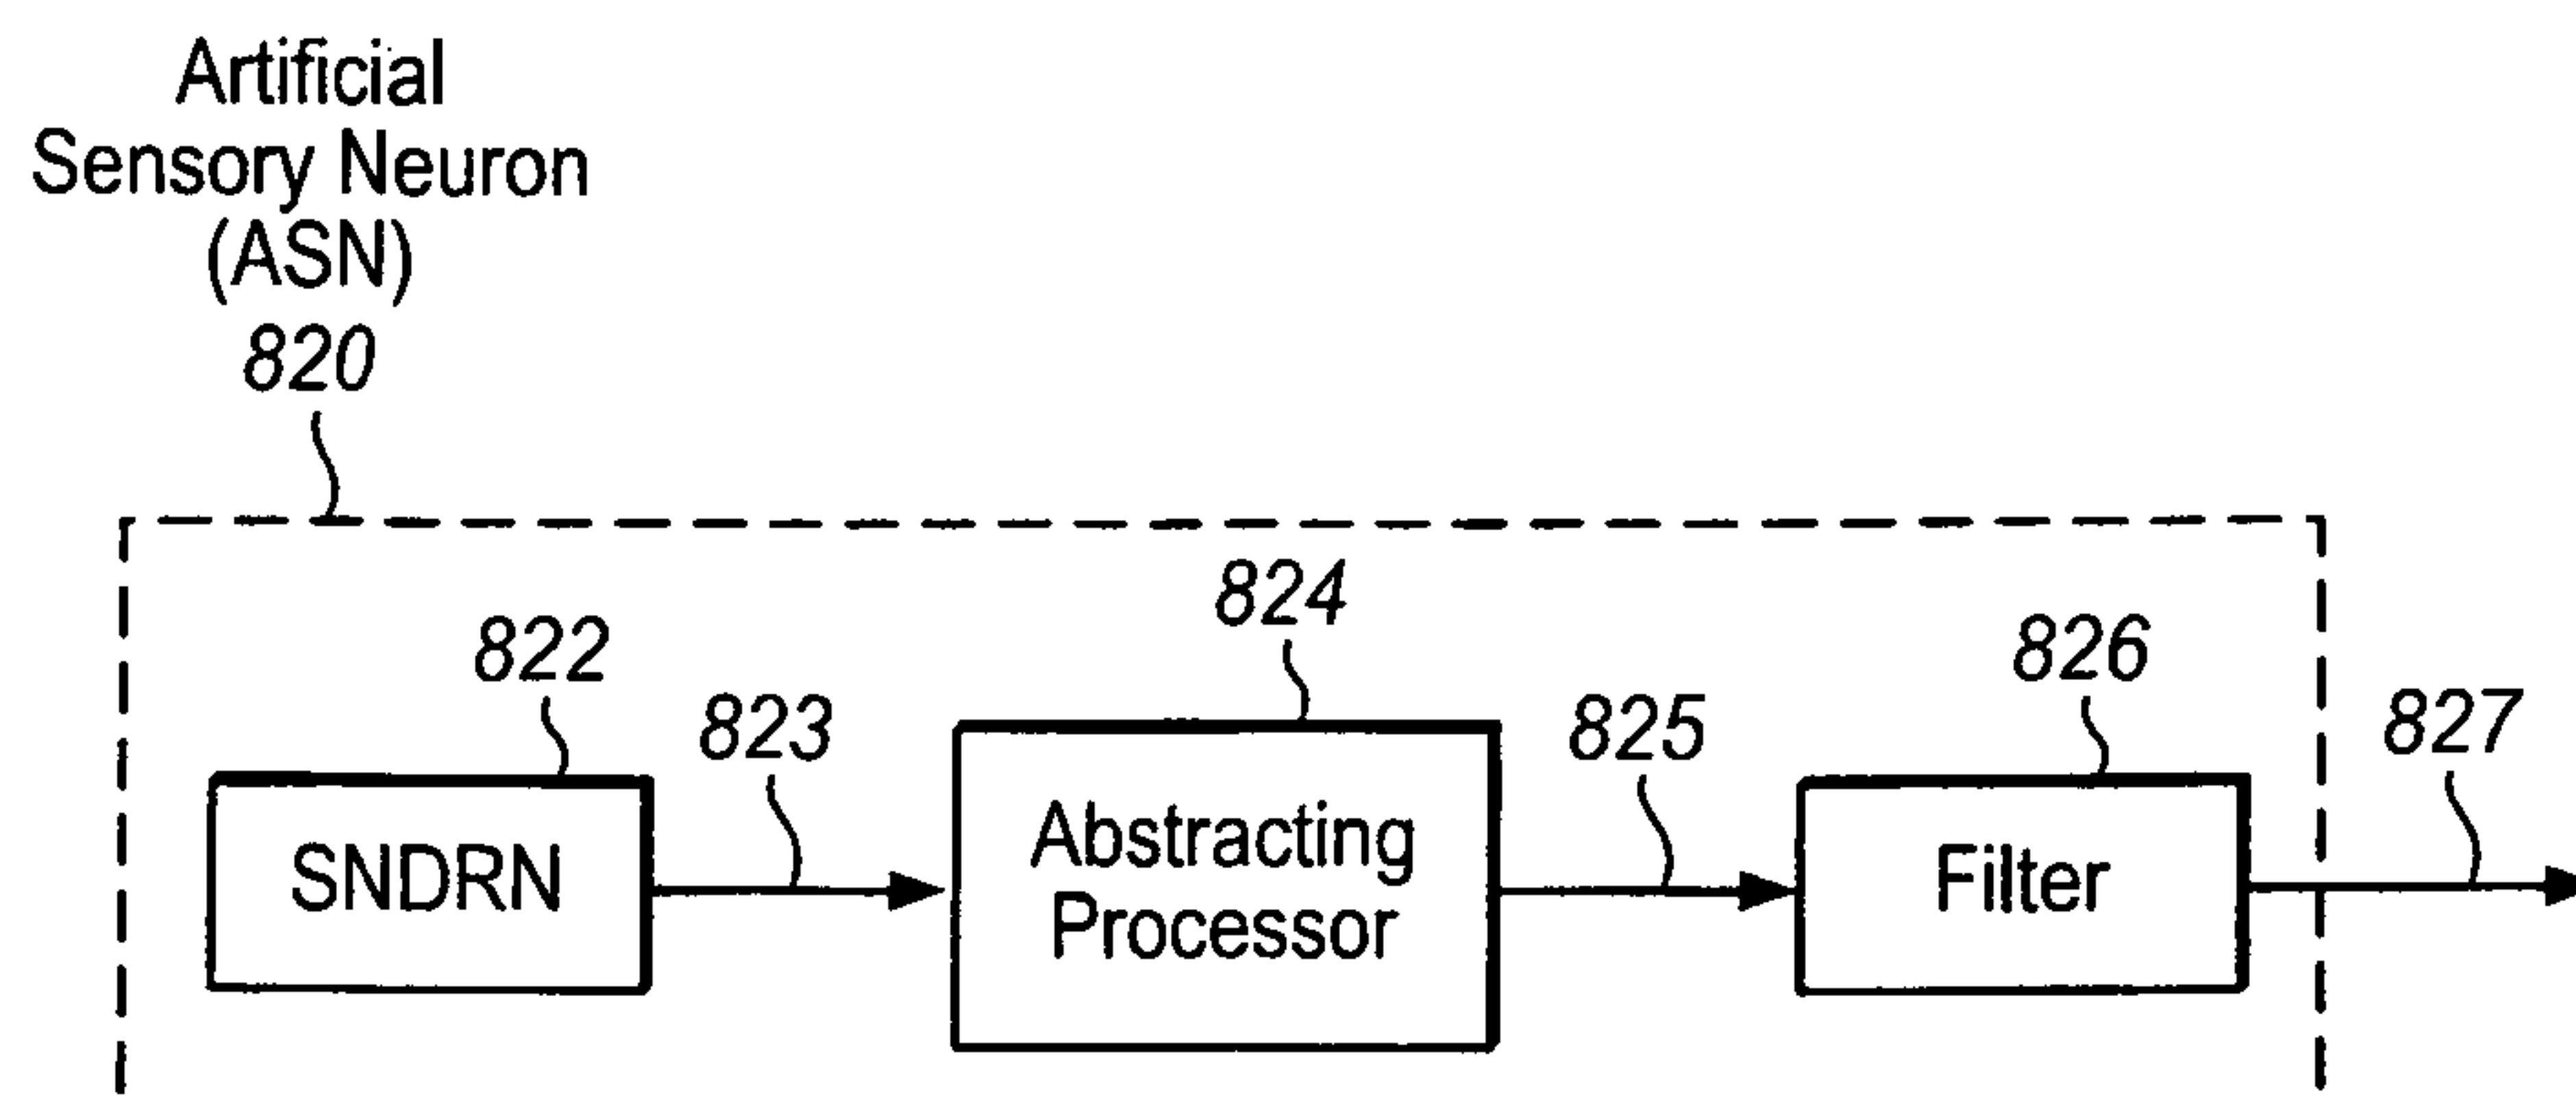 Artificial
Sensory Neuron
(ASN)
820
824
822
826
823
825
827
SNDRN
Abstracting
Processor
Filter